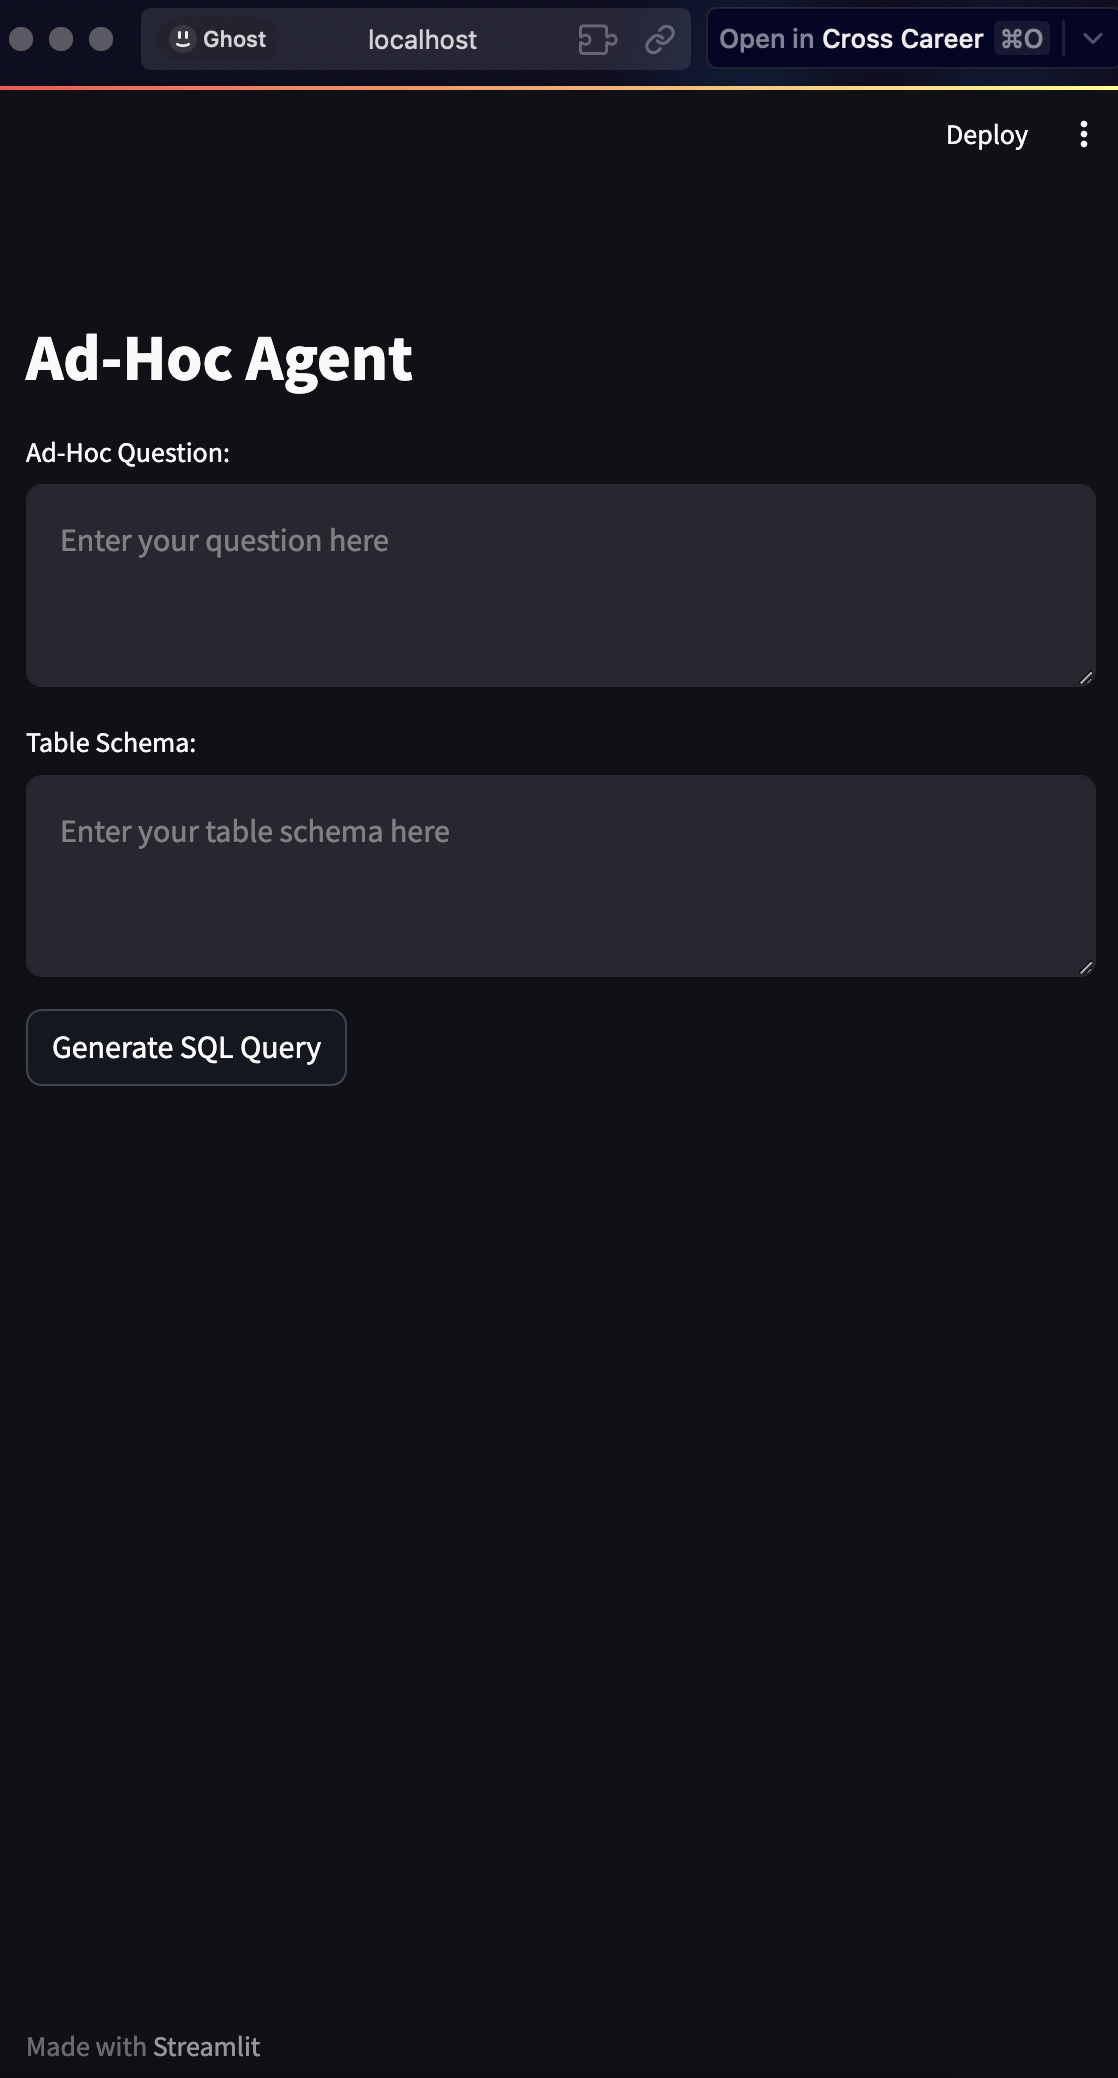 Ghost localhost Open in Cross Career ⌘O
Deploy
Ad-Hoc Agent
Ad-Hoc Question:
Enter your question here
Table Schema:
Enter your table schema here
Generate SQL Query
Made with Streamlit